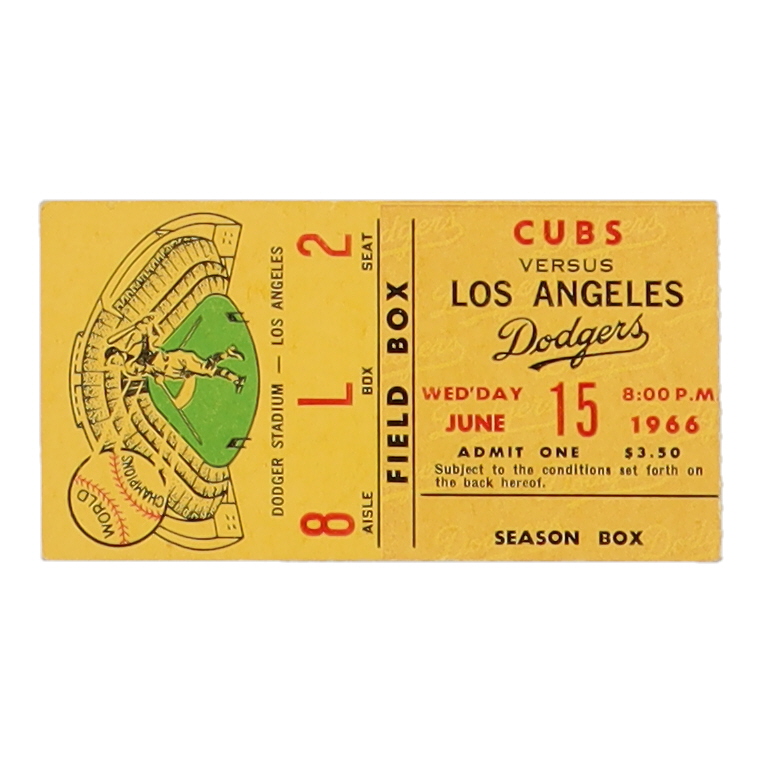 WORLD
CHAMPIONS
DODGER STADIUM — LOS ANGELES
8 L 2
AISLE BOX SEAT
FIELD BOX
CUBS
VERSUS
LOS ANGELES
Dodgers
WED'DAY 15 8:00 P.M.
JUNE 1966
ADMIT ONE $3.50
Subject to the conditions set forth on
the back hereof.
SEASON BOX
Dodgers